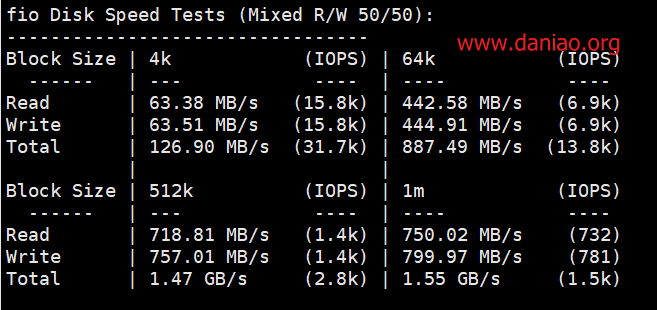 fio Disk Speed Tests (Mixed R/W 50/50):
---------------------------------
www.daniao.org
Block Size | 4k            (IOPS) | 64k           (IOPS)
  ------   | ---            ----  | ----           ----
Read       | 63.38 MB/s   (15.8k) | 442.58 MB/s   (6.9k)
Write      | 63.51 MB/s   (15.8k) | 444.91 MB/s   (6.9k)
Total      | 126.90 MB/s  (31.7k) | 887.49 MB/s  (13.8k)
           |                      |
Block Size | 512k          (IOPS) | 1m            (IOPS)
  ------   | ---            ----  | ----           ----
Read       | 718.81 MB/s   (1.4k) | 750.02 MB/s    (732)
Write      | 757.01 MB/s   (1.4k) | 799.97 MB/s    (781)
Total      | 1.47 GB/s     (2.8k) | 1.55 GB/s     (1.5k)